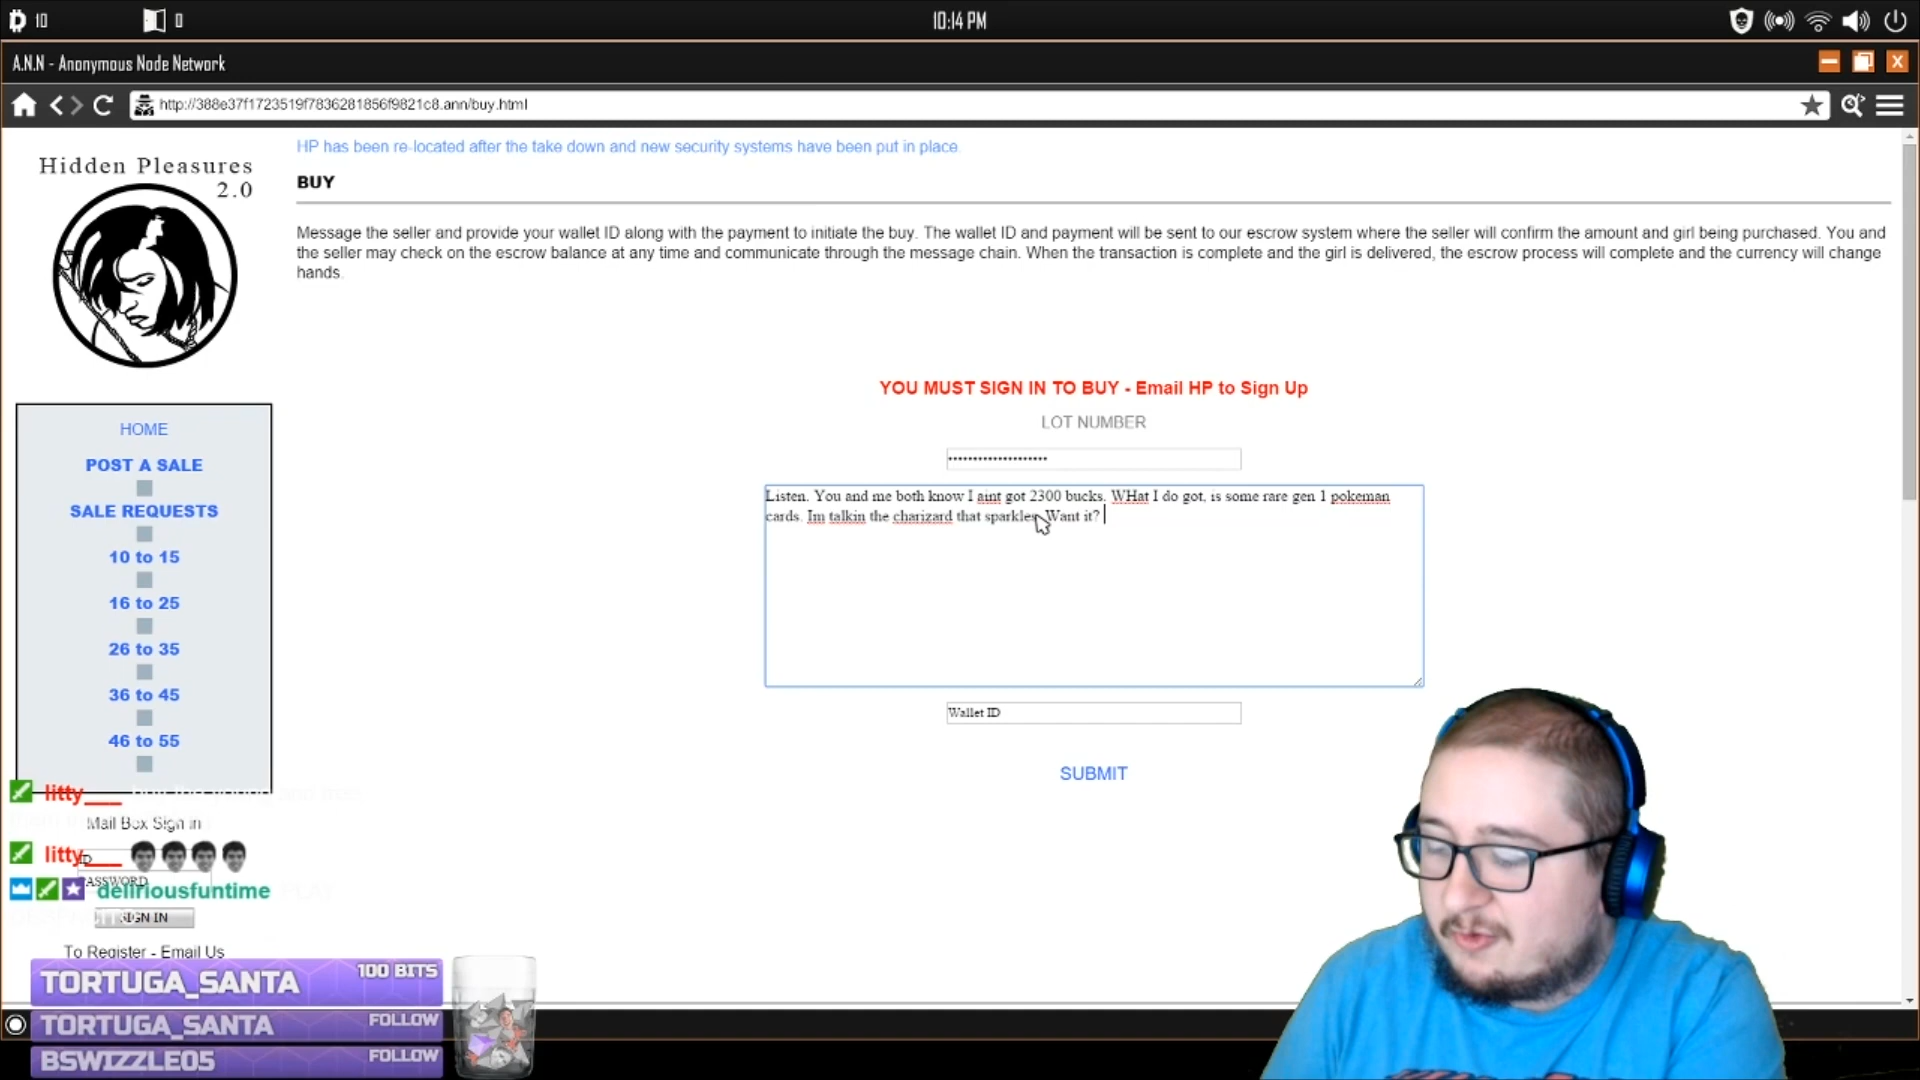 10
0
10:14 PM
A.N.N - Anonymous Node Network
http://388e37f1723519f7836281856f9821c8.ann/buy.html
Hidden Pleasures
2.0
HP has been re-located after the take down and new security systems have been put in place.
BUY
Message the seller and provide your wallet ID along with the payment to initiate the buy. The wallet ID and payment will be sent to our escrow system where the seller will confirm the amount and girl being purchased. You and
the seller may check on the escrow balance at any time and communicate through the message chain. When the transaction is complete and the girl is delivered, the escrow process will complete and the currency will change
hands.
YOU MUST SIGN IN TO BUY - Email HP to Sign Up
LOT NUMBER
Listen. You and me both know I aint got 2300 bucks. WHat I do got, is some rare gen 1 pokeman
cards. Im talkin the charizard that sparkles. Want it?
Wallet ID
SUBMIT
HOME
POST A SALE
SALE REQUESTS
10 to 15
16 to 25
26 to 35
36 to 45
46 to 55
litty___
Mail Box Sign in
litty___
ID
PASSWORD
deliriousfuntime
SIGN IN
To Register - Email Us
TORTUGA_SANTA 100 BITS
TORTUGA_SANTA FOLLOW
BSWIZZLE05 FOLLOW